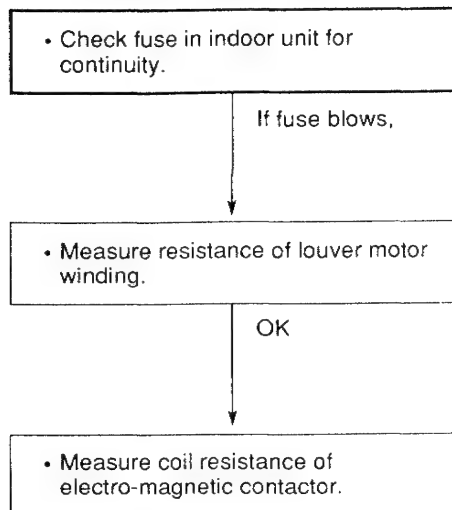 • Check fuse in indoor unit for
continuity.
If fuse blows,
• Measure resistance of louver motor
winding.
OK
• Measure coil resistance of
electro-magnetic contactor.